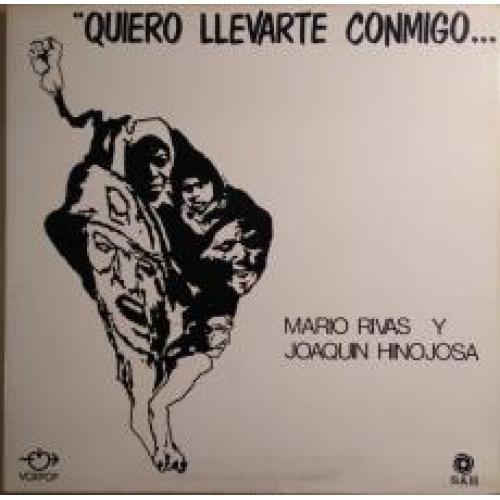 "QUIERO LLEVARTE CONMIGO...
MARIO RIVAS Y
JOAQUIN HINOJOSA
VOXPOP